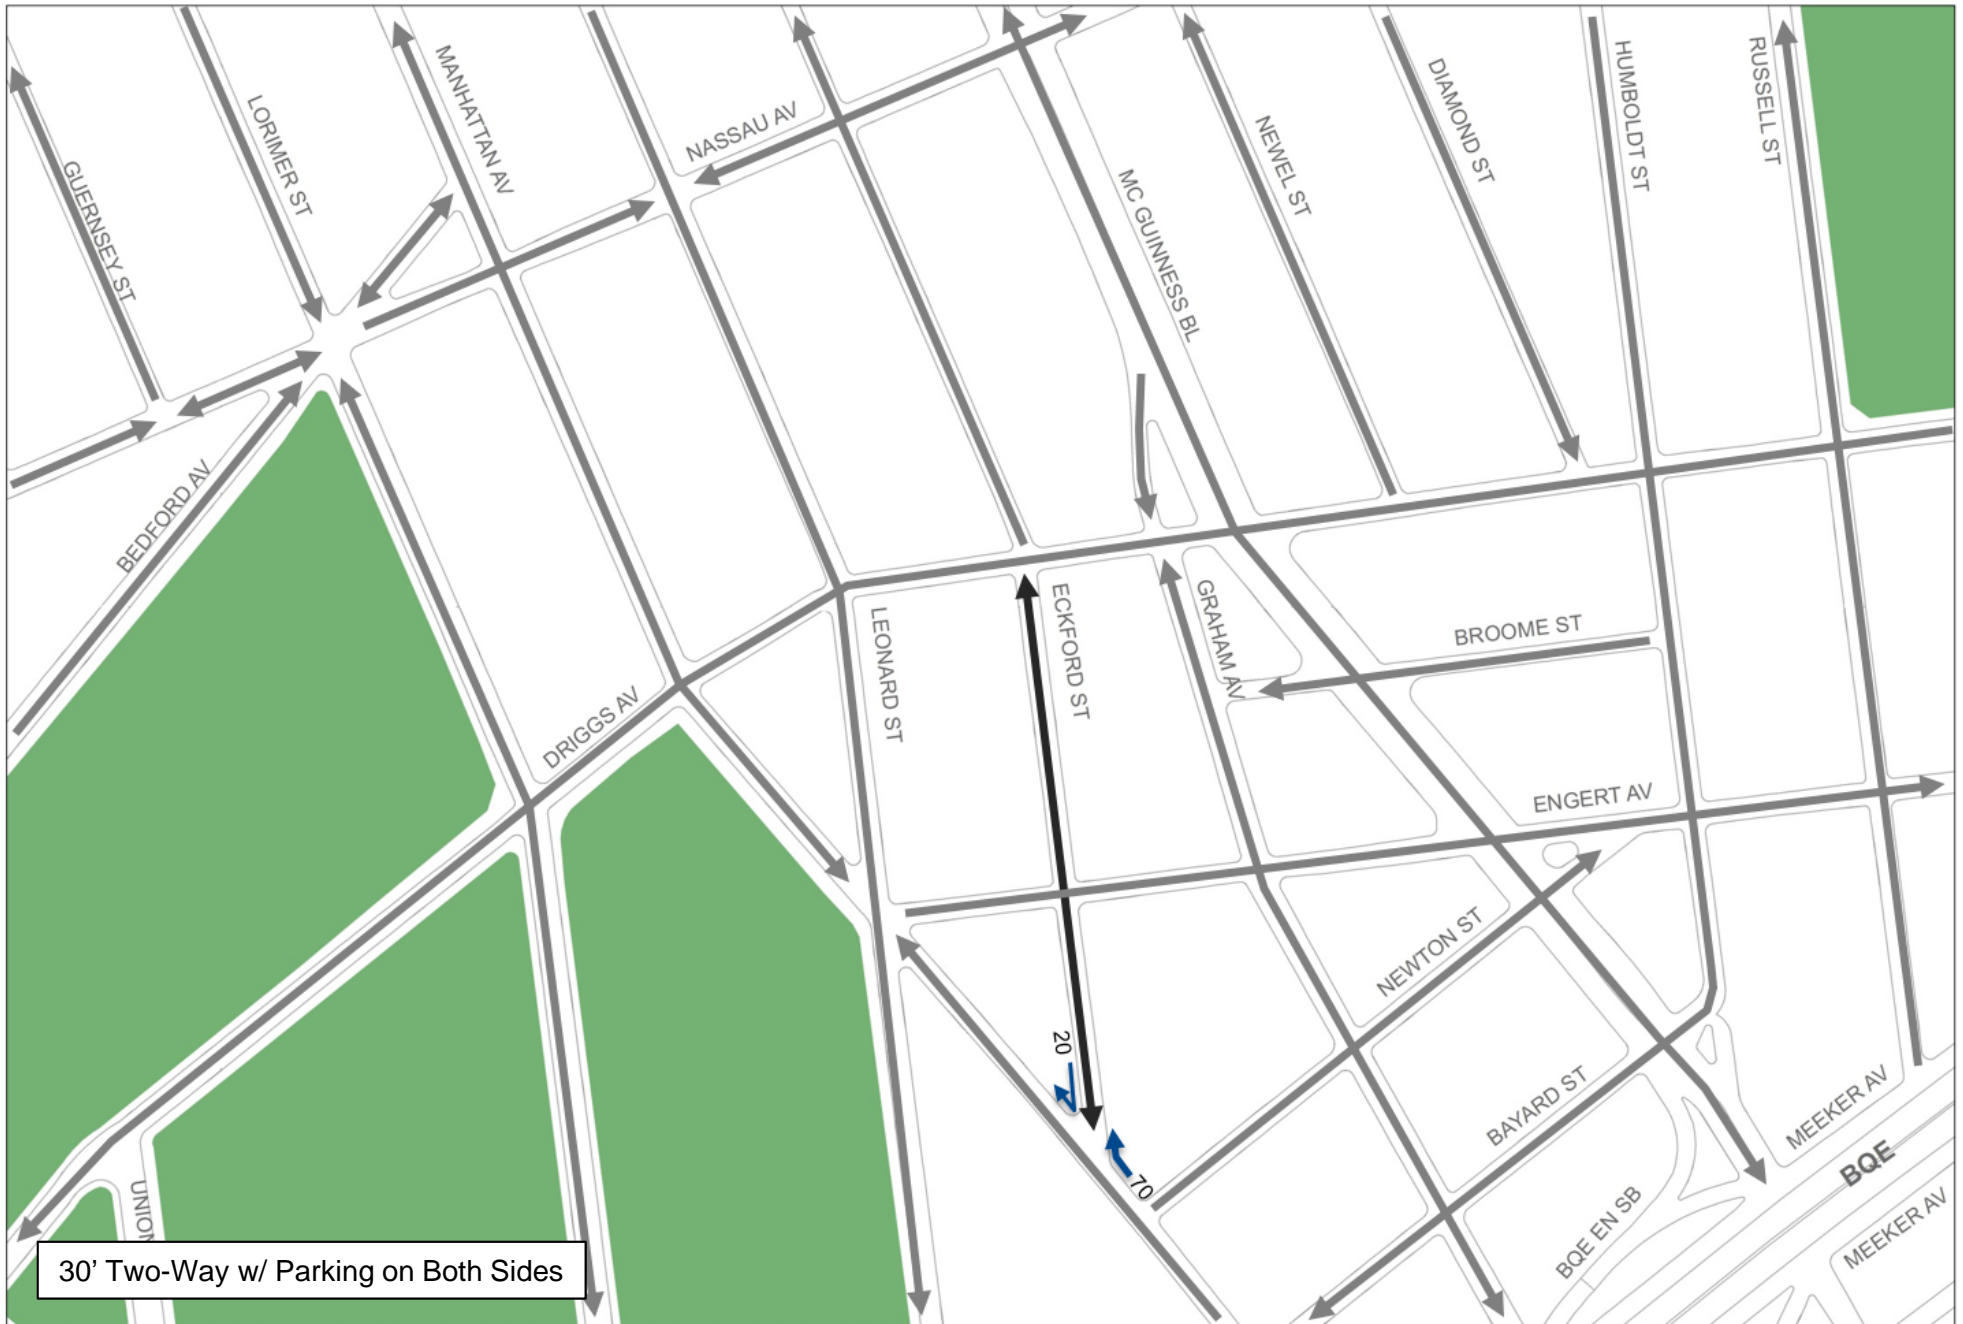 GUERNSEY ST
LORIMER ST
MANHATTAN AV
NASSAU AV
MC GUINNESS BL
NEWEL ST
DIAMOND ST
HUMBOLDT ST
RUSSELL ST
BEDFORD AV
DRIGGS AV
LEONARD ST
ECKFORD ST
GRAHAM AV
BROOME ST
ENGERT AV
NEWTON ST
BAYARD ST
20
70
MEEKER AV
BQE
MEEKER AV
BQE EN SB
UNION
30’ Two-Way w/ Parking on Both Sides